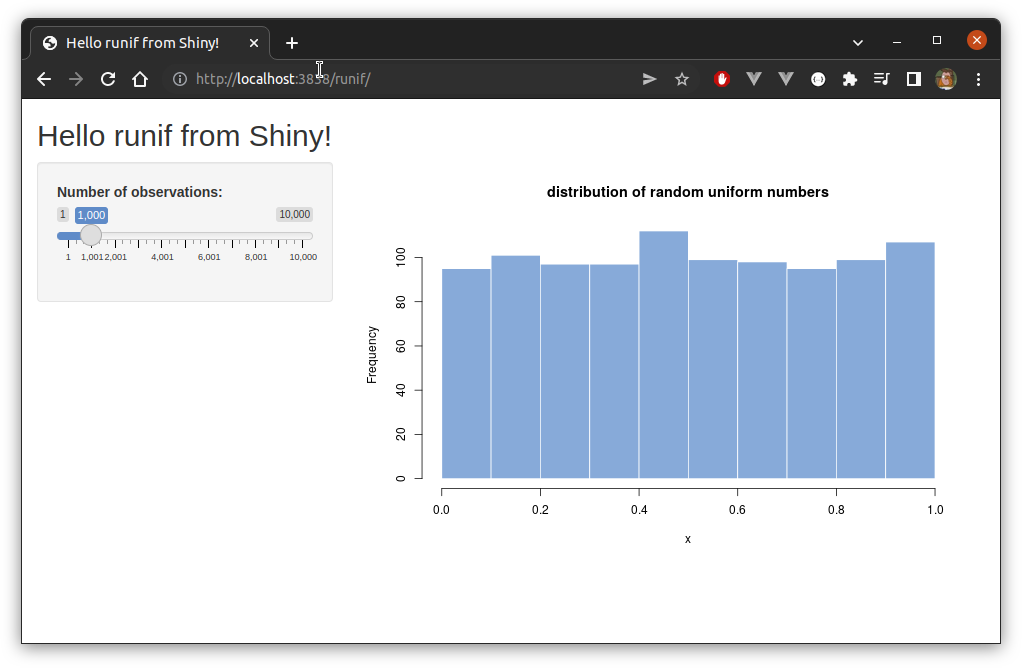 Hello runif from Shiny!
http://localhost:3838/runif/
Hello runif from Shiny!
Number of observations:
1 1,000 10,000
1 1,001 2,001 4,001 6,001 8,001 10,000
distribution of random uniform numbers
Frequency
100
80
60
40
20
0
0.0 0.2 0.4 0.6 0.8 1.0
x